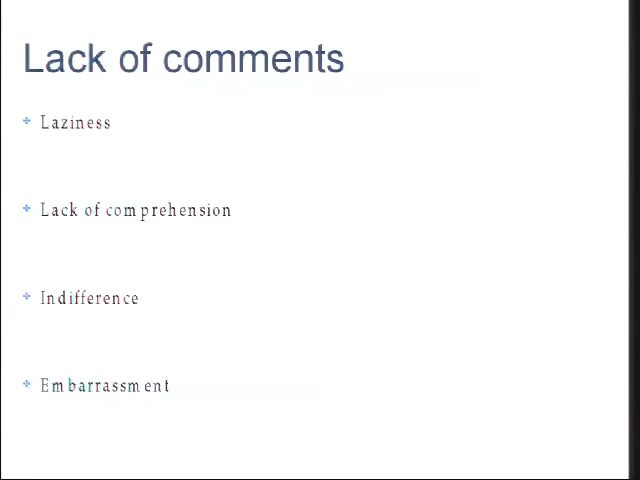 Lack of comments
Laziness
Lack of comprehension
Indifference
Embarrassment